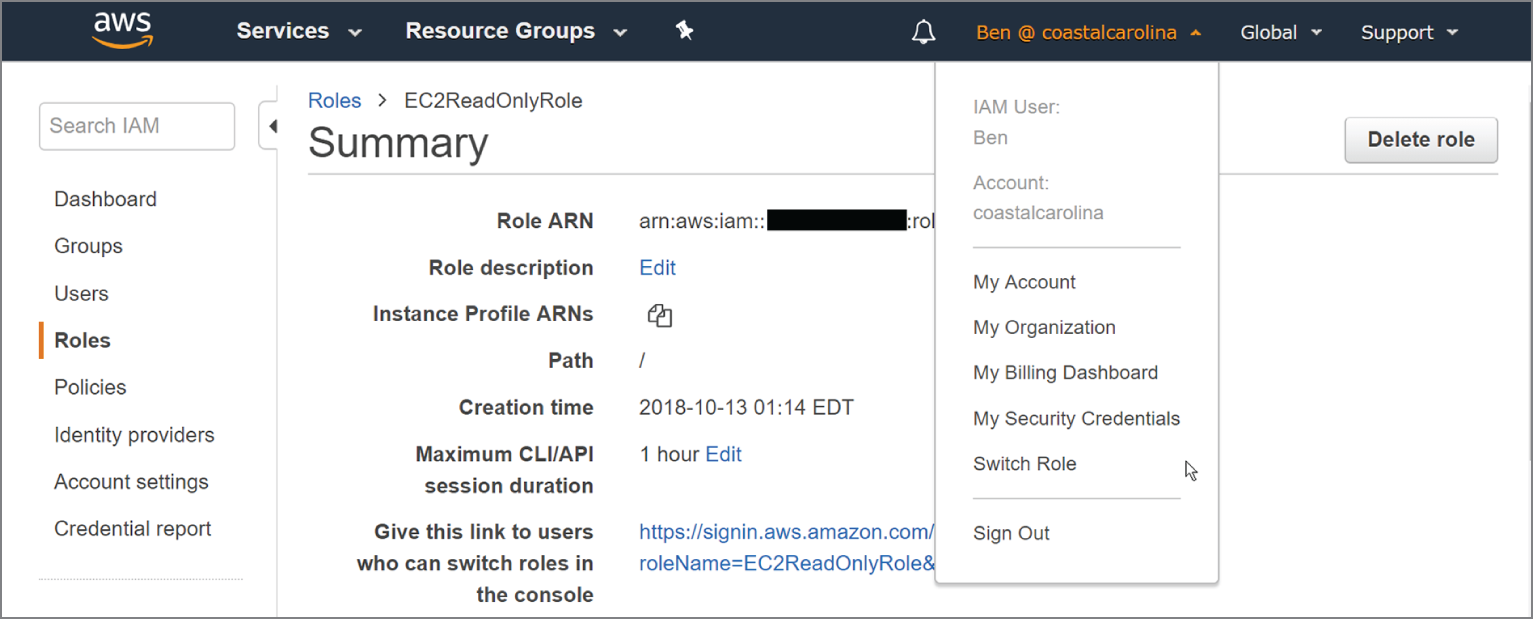 aws
Services
Resource Groups
Ben @ coastalcarolina
Global
Support
Search IAM
Dashboard
Groups
Users
Roles
Policies
Identity providers
Account settings
Credential report
Roles > EC2ReadOnlyRole
Summary
Delete role
Role ARN
arn:aws:iam::
:rol
Role description
Edit
Instance Profile ARNs
Path
/
Creation time
2018-10-13 01:14 EDT
Maximum CLI/API
session duration
1 hour Edit
Give this link to users
who can switch roles in
the console
https://signin.aws.amazon.com/
roleName=EC2ReadOnlyRole&
IAM User:
Ben
Account:
coastalcarolina
My Account
My Organization
My Billing Dashboard
My Security Credentials
Switch Role
Sign Out